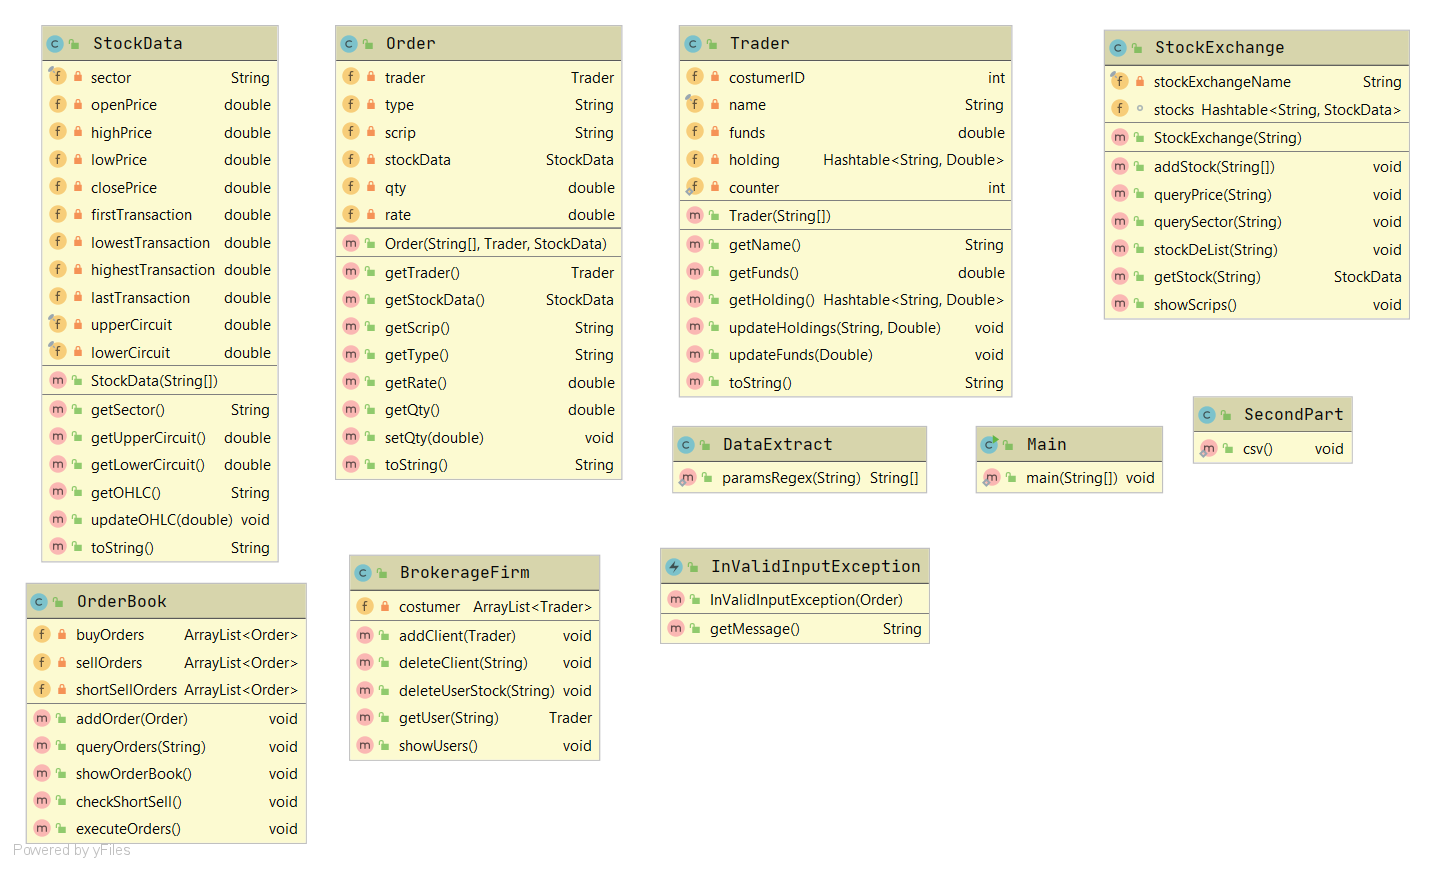 StockData
sector String
openPrice double
highPrice double
lowPrice double
closePrice double
firstTransaction double
lowestTransaction double
highestTransaction double
lastTransaction double
upperCircuit double
lowerCircuit double
StockData(String[])
getSector() String
getUpperCircuit() double
getLowerCircuit() double
getOHLC() String
updateOHLC(double) void
toString() String
Order
trader Trader
type String
scrip String
stockData StockData
qty double
rate double
Order(String[], Trader, StockData)
getTrader() Trader
getStockData() StockData
getScrip() String
getType() String
getRate() double
getQty() double
setQty(double) void
toString() String
Trader
costumerID int
name String
funds double
holding Hashtable<String, Double>
counter int
Trader(String[])
getName() String
getFunds() double
getHolding() Hashtable<String, Double>
updateHoldings(String, Double) void
updateFunds(Double) void
toString() String
StockExchange
stockExchangeName String
stocks Hashtable<String, StockData>
StockExchange(String)
addStock(String[]) void
queryPrice(String) void
querySector(String) void
stockDeList(String) void
getStock(String) StockData
showScrips() void
DataExtract
paramsRegex(String) String[]
Main
main(String[]) void
SecondPart
csv() void
OrderBook
buyOrders ArrayList<Order>
sellOrders ArrayList<Order>
shortSellOrders ArrayList<Order>
addOrder(Order) void
queryOrders(String) void
showOrderBook() void
checkShortSell() void
executeOrders() void
BrokerageFirm
costumer ArrayList<Trader>
addClient(Trader) void
deleteClient(String) void
deleteUserStock(String) void
getUser(String) Trader
showUsers() void
InValidInputException
InValidInputException(Order)
getMessage() String
Powered by yFiles